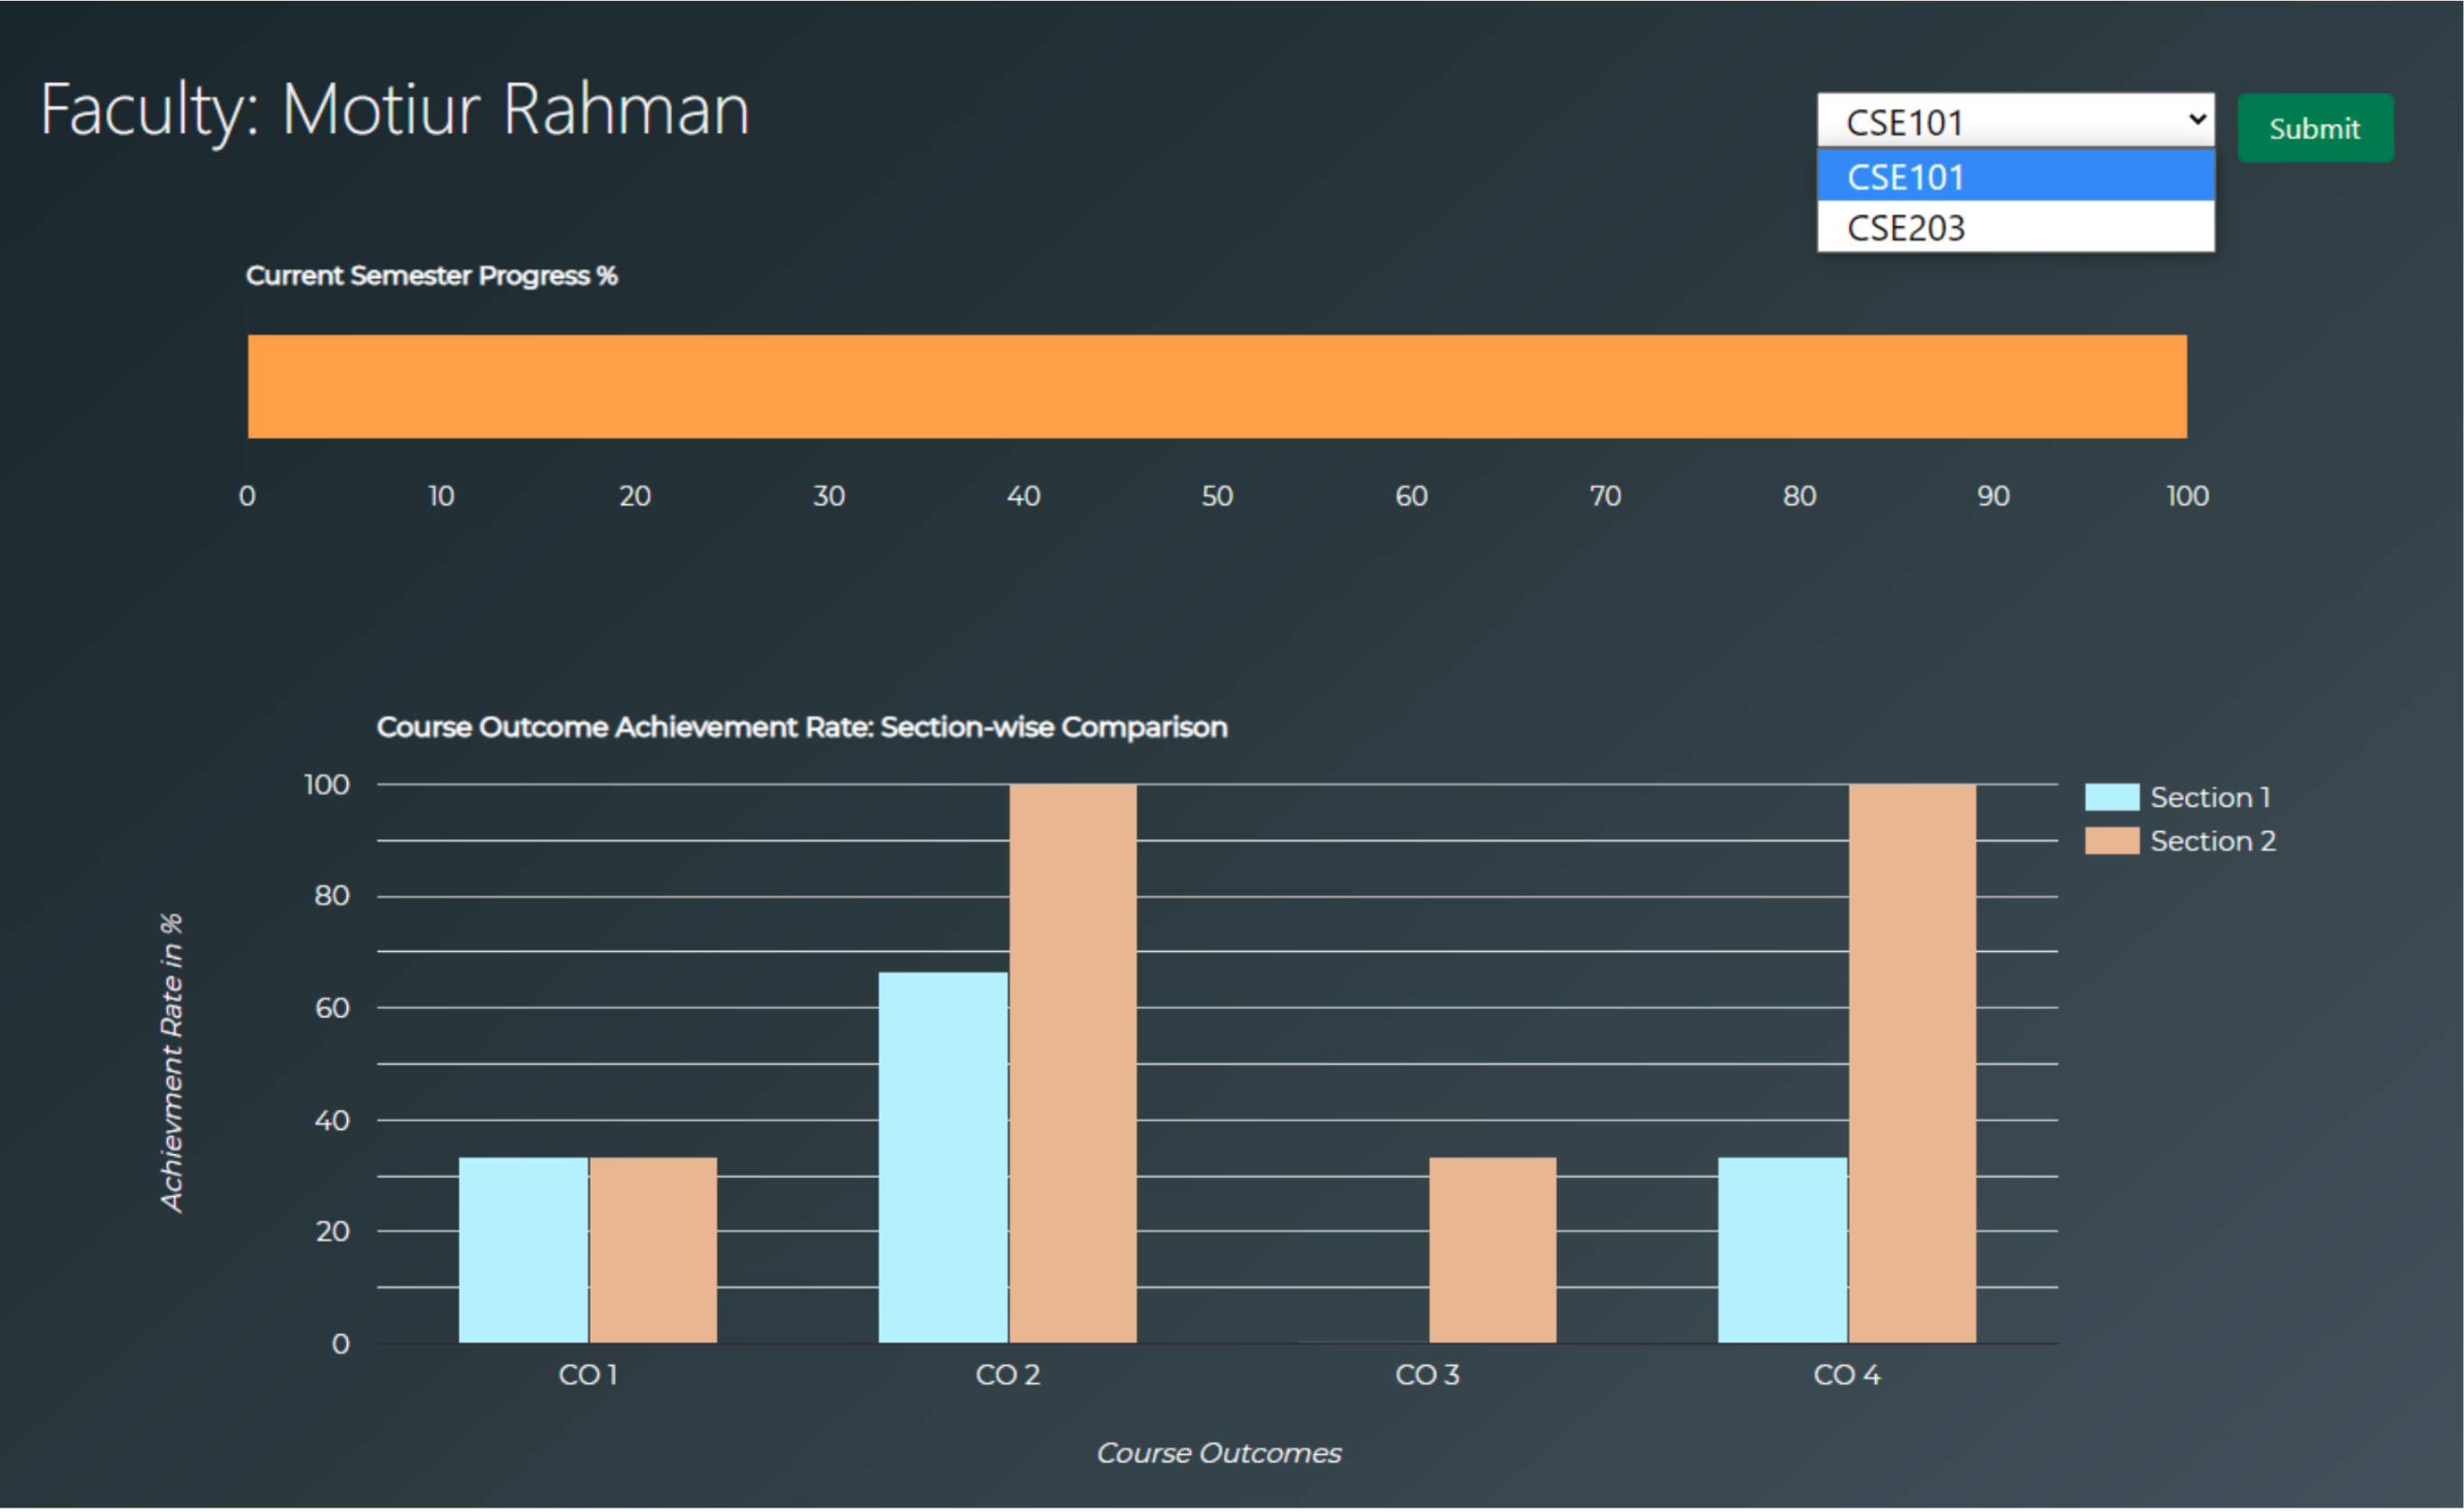 Faculty: Motiur Rahman
CSE101
Submit
CSE101
CSE203
Current Semester Progress %
0 10 20 30 40 50 60 70 80 90 100
Course Outcome Achievement Rate: Section-wise Comparison
100
80
60
40
20
0
Achievment Rate in %
Section 1
Section 2
CO 1 CO 2 CO 3 CO 4
Course Outcomes